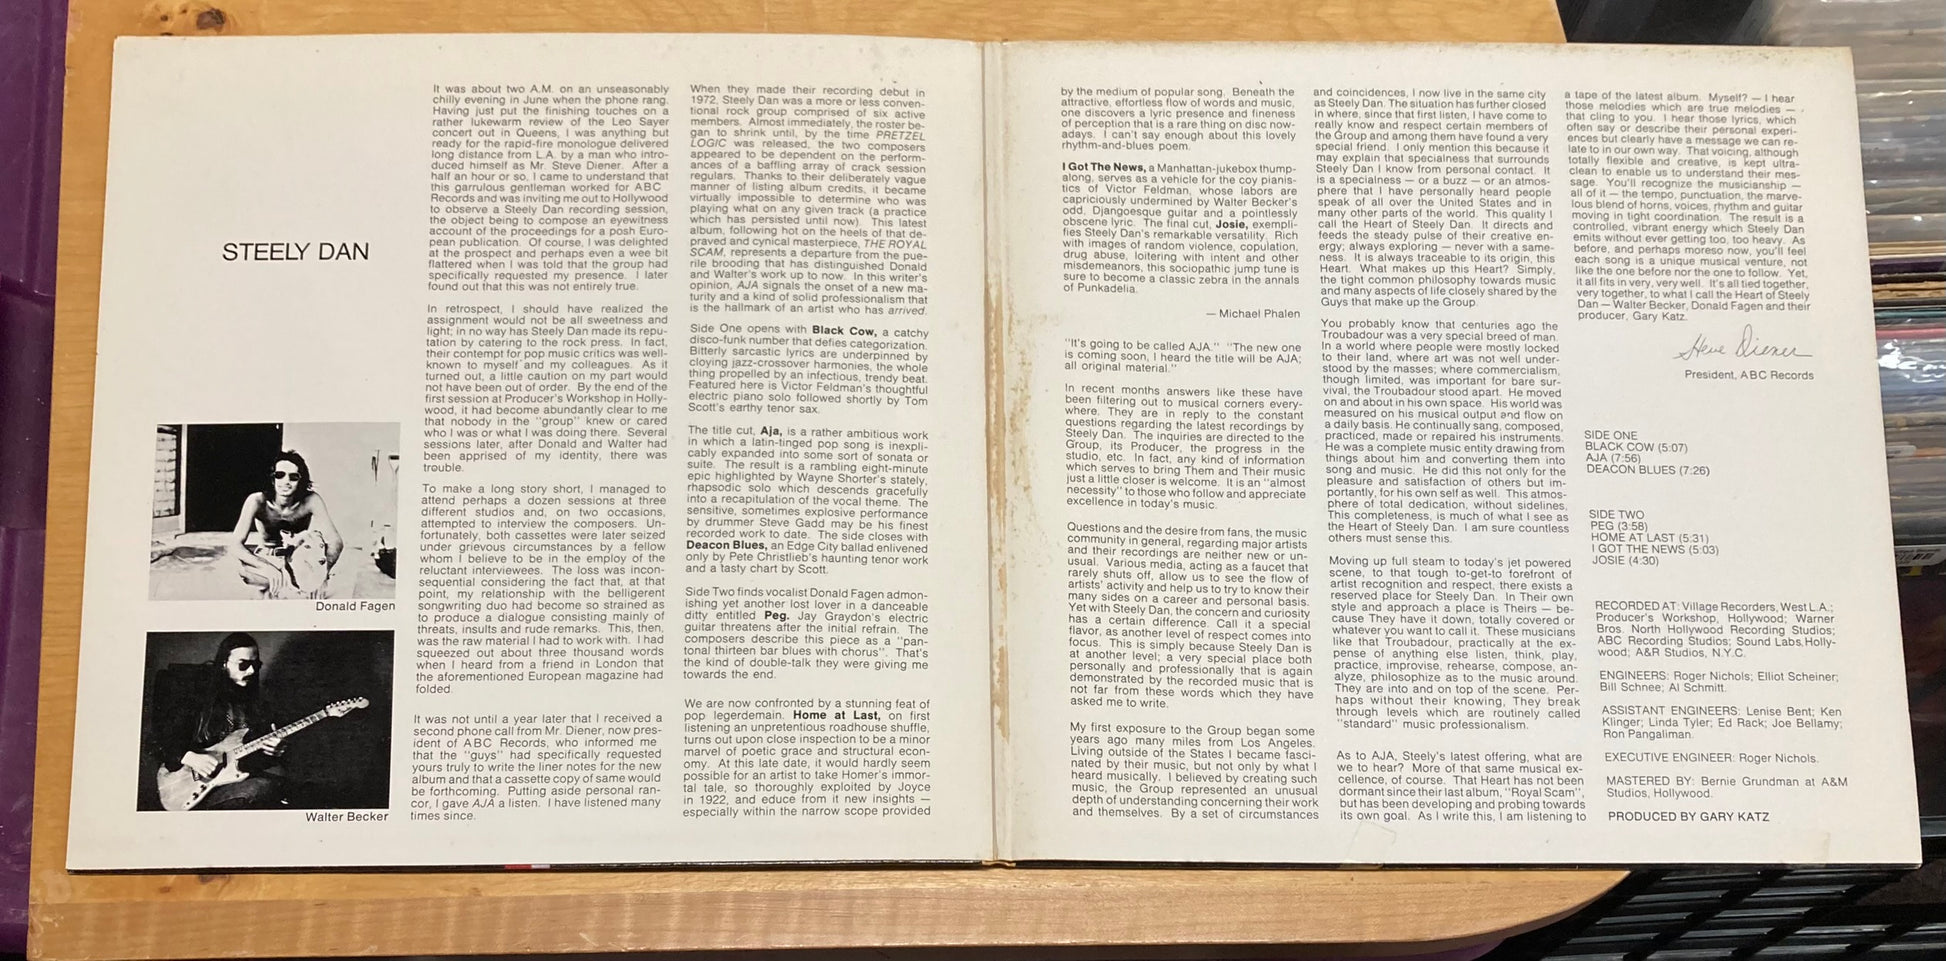 STEELY DAN
Donald Fagen
Walter Becker
It was about two A.M. on an unseasonably
chilly evening in June when the phone rang.
Having just put the finishing touches on a
rather lukewarm review of the Leo Sayer
concert out in Queens, I was anything but
ready for the rapid-fire monologue delivered
long distance from L.A. by a man who intro-
duced himself as Mr. Steve Diener. After a
half an hour or so, I came to understand that
this garrulous gentleman worked for ABC
Records and was inviting me out to Hollywood
to observe a Steely Dan recording session,
the object being to compose an eyewitness
account of the proceedings for a posh Euro-
pean publication. Of course, I was delighted
at the prospect and perhaps even a wee bit
flattered when I was told that the group had
specifically requested my presence. I later
found out that this was not entirely true.
In retrospect, I should have realized the
assignment would not be all sweetness and
light; in no way has Steely Dan made its repu-
tation by catering to the rock press. In fact,
their contempt for pop music critics was well-
known to myself and my colleagues. As it
turned out, a little caution on my part would
not have been out of order. By the end of the
first session at Producer's Workshop in Holly-
wood, it had become abundantly clear to me
that nobody in the "group" knew or cared
who I was or what I was doing there. Several
sessions later, after Donald and Walter had
been apprised of my identity, there was
trouble.
To make a long story short, I managed to
attend perhaps a dozen sessions at three
different studios and, on two occasions,
attempted to interview the composers. Un-
fortunately, both cassettes were later seized
under grievous circumstances by a fellow
whom I believe to be in the employ of the
reluctant interviewees. The loss was incon-
sequential considering the fact that, at that
point, my relationship with the belligerent
songwriting duo had become so strained as
to produce a dialogue consisting mainly of
threats, insults and rude remarks. This, then,
was the raw material I had to work with. I had
squeezed out about three thousand words
when I heard from a friend in London that
the aforementioned European magazine had
folded.
It was not until a year later that I received a
second phone call from Mr. Diener, now pres-
ident of ABC Records, who informed me
that the "guys" had specifically requested
yours truly to write the liner notes for the new
album and that a cassette copy of same would
be forthcoming. Putting aside personal ran-
cor, I gave AJA a listen. I have listened many
times since.
When they made their recording debut in
1972, Steely Dan was a more or less conven-
tional rock group comprised of six active
members. Almost immediately, the roster be-
gan to shrink until, by the time PRETZEL
LOGIC was released, the two composers
appeared to be dependent on the perform-
ances of a baffling array of crack session
regulars. Thanks to their deliberately vague
manner of listing album credits, it became
virtually impossible to determine who was
playing what on any given track (a practice
which has persisted until now). This latest
album, following hot on the heels of that de-
praved and cynical masterpiece, THE ROYAL
SCAM, represents a departure from the pue-
rile brooding that has distinguished Donald
and Walter's work up to now. In this writer's
opinion, AJA signals the onset of a new ma-
turity and a kind of solid professionalism that
is the hallmark of an artist who has arrived.
Side One opens with Black Cow, a catchy
disco-funk number that defies categorization.
Bitterly sarcastic lyrics are underpinned by
cloying jazz-crossover harmonies, the whole
thing propelled by an infectious, trendy beat.
Featured here is Victor Feldman's thoughtful
electric piano solo followed shortly by Tom
Scott's earthy tenor sax.
The title cut, Aja, is a rather ambitious work
in which a latin-tinged pop song is inexpli-
cably expanded into some sort of sonata or
suite. The result is a rambling eight-minute
epic highlighted by Wayne Shorter's stately,
rhapsodic solo which descends gracefully
into a recapitulation of the vocal theme. The
sensitive, sometimes explosive performance
by drummer Steve Gadd may be his finest
recorded work to date. The side closes with
Deacon Blues, an Edge City ballad enlivened
only by Pete Christlieb's haunting tenor work
and a tasty chart by Scott.
Side Two finds vocalist Donald Fagen admon-
ishing yet another lost lover in a danceable
ditty entitled Peg. Jay Graydon's electric
guitar threatens after the initial refrain. The
composers describe this piece as a "pan-
tonal thirteen bar blues with chorus". That's
the kind of double-talk they were giving me
towards the end.
We are now confronted by a stunning feat of
pop legerdemain. Home at Last, on first
listening an unpretentious roadhouse shuffle,
turns out upon close inspection to be a minor
marvel of poetic grace and structural econ-
omy. At this late date, it would hardly seem
possible for an artist to take Homer's immor-
tal tale, so thoroughly exploited by Joyce
in 1922, and educe from it new insights —
especially within the narrow scope provided
by the medium of popular song. Beneath the
attractive, effortless flow of words and music,
one discovers a lyric presence and fineness
of perception that is a rare thing on disc now-
adays. I can't say enough about this lovely
rhythm-and-blues poem.
I Got The News, a Manhattan-jukebox thump-
along, serves as a vehicle for the coy pianis-
tics of Victor Feldman, whose labors are
capriciously undermined by Walter Becker's
odd, Djangoesque guitar and a pointlessly
obscene lyric. The final cut, Josie, exempli-
fies Steely Dan's remarkable versatility. Rich
with images of random violence, copulation,
drug abuse, loitering with intent and other
misdemeanors, this sociopathic jump tune is
sure to become a classic zebra in the annals
of Punkadelia.
— Michael Phalen
"It's going to be called AJA." "The new one
is coming soon, I heard the title will be AJA;
all original material."
In recent months answers like these have
been filtering out to musical corners every-
where. They are in reply to the constant
questions regarding the latest recordings by
Steely Dan. The inquiries are directed to the
Group, its Producer, the progress in the
studio, etc. In fact, any kind of information
which serves to bring Them and Their music
just a little closer is welcome. It is an "almost
necessity" to those who follow and appreciate
excellence in today's music.
Questions and the desire from fans, the music
community in general, regarding major artists
and their recordings are neither new or un-
usual. Various media, acting as a faucet that
rarely shuts off, allow us to see the flow of
artists' activity and help us to try to know their
many sides on a career and personal basis.
Yet with Steely Dan, the concern and curiosity
has a certain difference. Call it a special
flavor, as another level of respect comes into
focus. This is simply because Steely Dan is
at another level; a very special place both
personally and professionally that is again
demonstrated by the recorded music that is
not far from these words which they have
asked me to write.
My first exposure to the Group began some
years ago many miles from Los Angeles.
Living outside of the States I became fasci-
nated by their music, but not only by what I
heard musically. I believed by creating such
music, the Group represented an unusual
depth of understanding concerning their work
and themselves. By a set of circumstances
and coincidences, I now live in the same city
as Steely Dan. The situation has further closed
in where, since that first listen, I have come to
really know and respect certain members of
the Group and among them have found a very
special friend. I only mention this because it
may explain that specialness that surrounds
Steely Dan I know from personal contact. It
is a specialness — or a buzz — or an atmos-
phere that I have personally heard people
speak of all over the United States and in
many other parts of the world. This quality I
call the Heart of Steely Dan. It directs and
feeds the steady pulse of their creative en-
ergy; always exploring — never with a same-
ness. It is always traceable to its origin, this
Heart. What makes up this Heart? Simply,
the tight common philosophy towards music
and many aspects of life closely shared by the
Guys that make up the Group.
You probably know that centuries ago the
Troubadour was a very special breed of man.
In a world where people were mostly locked
to their land, where art was not well under-
stood by the masses; where commercialism,
though limited, was important for bare sur-
vival, the Troubadour stood apart. He moved
on and about in his own space. His world was
measured on his musical output and flow on
a daily basis. He continually sang, composed,
practiced, made or repaired his instruments.
He was a complete music entity drawing from
things about him and converting them into
song and music. He did this not only for the
pleasure and satisfaction of others but im-
portantly, for his own self as well. This atmos-
phere of total dedication, without sidelines,
This completeness, is much of what I see as
the Heart of Steely Dan. I am sure countless
others must sense this.
Moving up full steam to today's jet powered
scene, to that tough to-get-to forefront of
artist recognition and respect, there exists a
reserved place for Steely Dan. In Their own
style and approach a place is Theirs — be-
cause They have it down, totally covered or
whatever you want to call it. These musicians
like that Troubadour, practically at the ex-
pense of anything else listen, think, play,
practice, improvise, rehearse, compose, an-
alyze, philosophize as to the music around.
They are into and on top of the scene. Per-
haps without their knowing, They break
through levels which are routinely called
"standard" music professionalism.
As to AJA, Steely's latest offering, what are
we to hear? More of that same musical ex-
cellence, of course. That Heart has not been
dormant since their last album, "Royal Scam",
but has been developing and probing towards
its own goal. As I write this, I am listening to
a tape of the latest album. Myself? — I hear
those melodies which are true melodies —
that cling to you. I hear those lyrics, which
often say or describe their personal experi-
ences but clearly have a message we can re-
late to in our own way. That voicing, although
totally flexible and creative, is kept ultra-
clean to enable us to understand their mes-
sage. You'll recognize the musicianship —
all of it — the tempo, punctuation, the marve-
lous blend of horns, voices, rhythm and guitar
moving in tight coordination. The result is a
controlled, vibrant energy which Steely Dan
emits without ever getting too, too heavy. As
before, and perhaps moreso now, you'll feel
each song is a unique musical venture, not
like the one before nor the one to follow. Yet,
it all fits in very, very well. It's all tied together,
very together, to what I call the Heart of Steely
Dan — Walter Becker, Donald Fagen and their
producer, Gary Katz.
Steve Diener
President, ABC Records
SIDE ONE
BLACK COW (5:07)
AJA (7:56)
DEACON BLUES (7:26)
SIDE TWO
PEG (3:58)
HOME AT LAST (5:31)
I GOT THE NEWS (5:03)
JOSIE (4:30)
RECORDED AT: Village Recorders, West L.A.;
Producer's Workshop, Hollywood; Warner
Bros. North Hollywood Recording Studios;
ABC Recording Studios; Sound Labs, Holly-
wood; A&R Studios, N.Y.C.
ENGINEERS: Roger Nichols; Elliot Scheiner;
Bill Schnee; Al Schmitt.
ASSISTANT ENGINEERS: Lenise Bent; Ken
Klinger; Linda Tyler; Ed Rack; Joe Bellamy;
Ron Pangaliman.
EXECUTIVE ENGINEER: Roger Nichols.
MASTERED BY: Bernie Grundman at A&M
Studios, Hollywood.
PRODUCED BY GARY KATZ